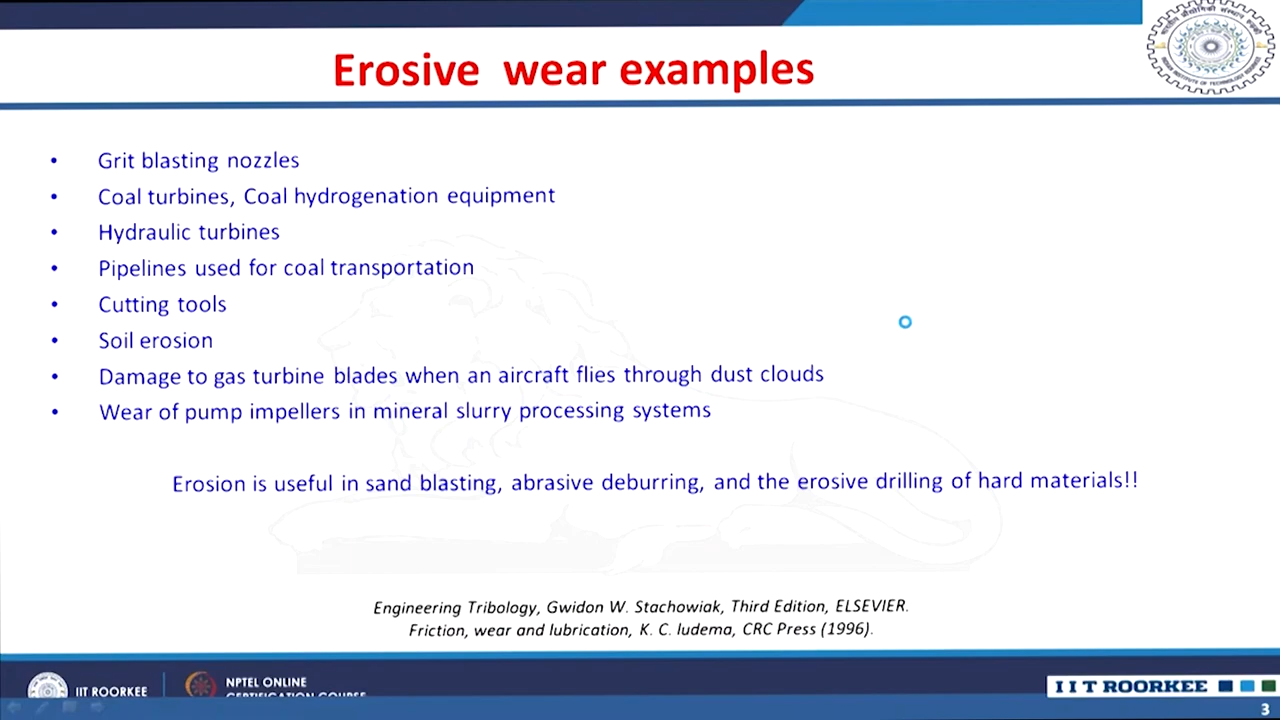 Erosive wear examples
• Grit blasting nozzles
• Coal turbines, Coal hydrogenation equipment
• Hydraulic turbines
• Pipelines used for coal transportation
• Cutting tools
• Soil erosion
• Damage to gas turbine blades when an aircraft flies through dust clouds
• Wear of pump impellers in mineral slurry processing systems
Erosion is useful in sand blasting, abrasive deburring, and the erosive drilling of hard materials!!
Engineering Tribology, Gwidon W. Stachowiak, Third Edition, ELSEVIER.
Friction, wear and lubrication, K. C. ludema, CRC Press (1996).
IIT ROORKEE
NPTEL ONLINE
CERTIFICATION COURSE
IIT ROORKEE
3